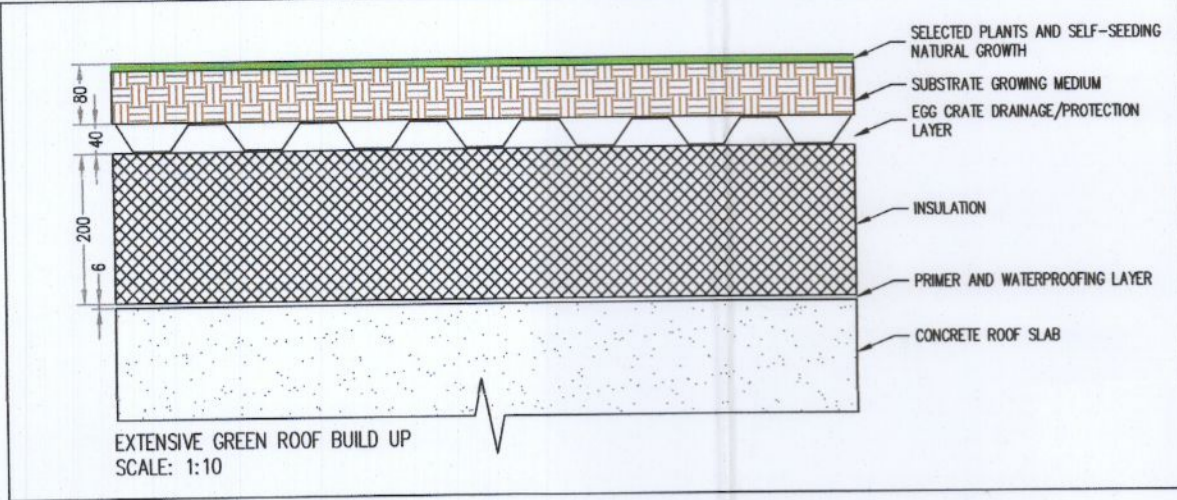 SELECTED PLANTS AND SELF-SEEDING
NATURAL GROWTH
80
SUBSTRATE GROWING MEDIUM
EGG CRATE DRAINAGE/PROTECTION
LAYER
40
200
INSULATION
6
PRIMER AND WATERPROOFING LAYER
CONCRETE ROOF SLAB
EXTENSIVE GREEN ROOF BUILD UP
SCALE: 1:10